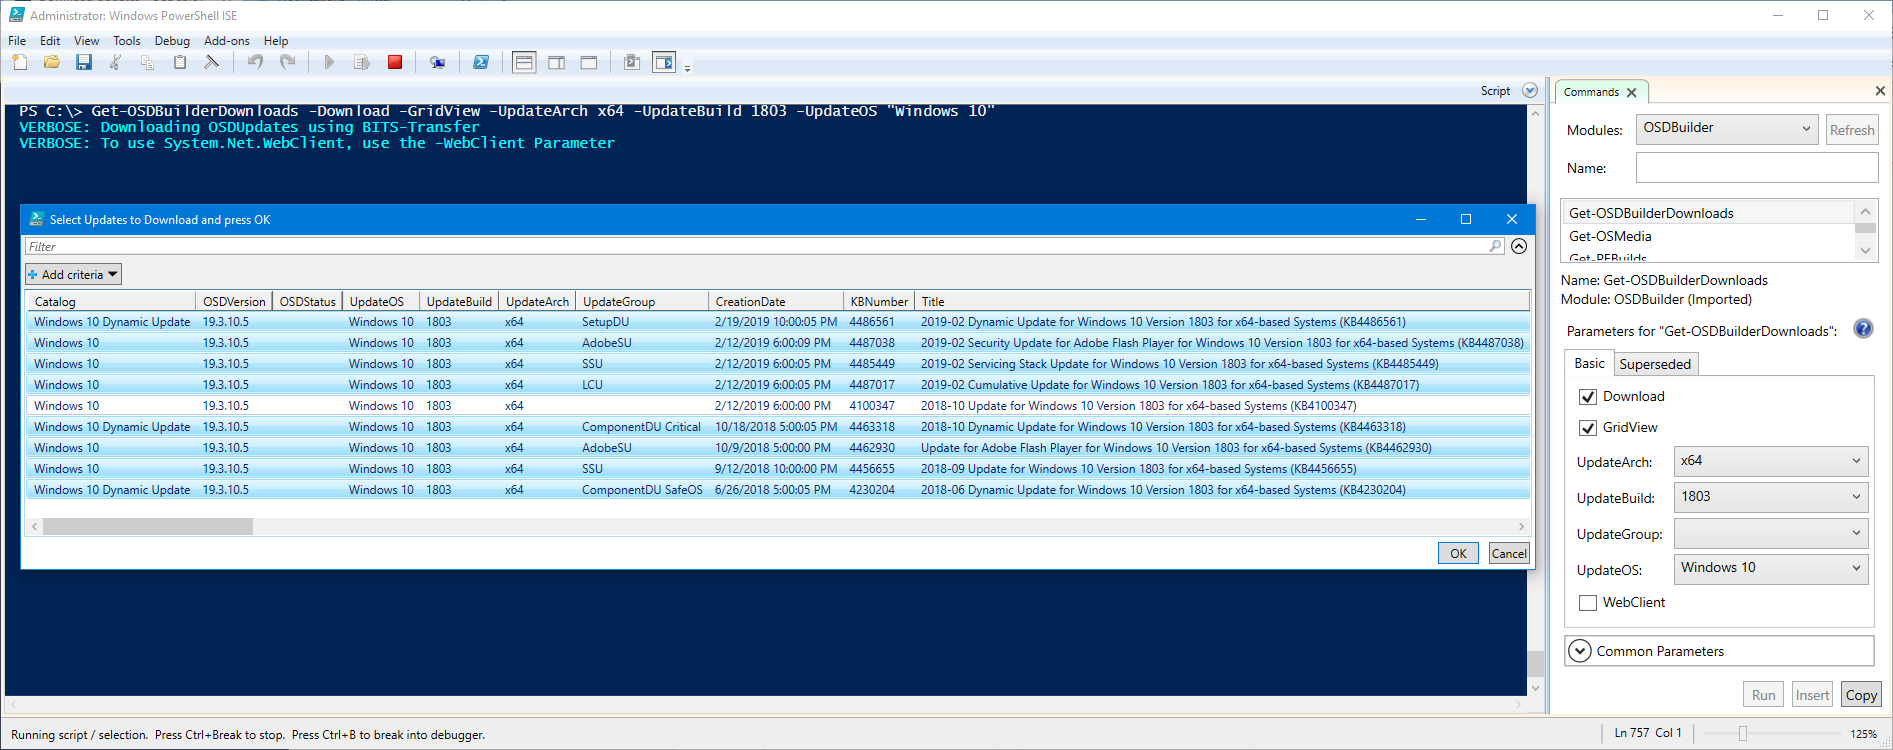 Administrator: Windows PowerShell ISE
File Edit View Tools Debug Add-ons Help
Script
PS C:\> Get-OSDBuilderDownloads -Download -GridView -UpdateArch x64 -UpdateBuild 1803 -UpdateOS "Windows 10"
VERBOSE: Downloading OSDUpdates using BITS-Transfer
VERBOSE: To use System.Net.WebClient, use the -WebClient Parameter
Select Updates to Download and press OK
Filter
Add criteria
Catalog OSDVersion OSDStatus UpdateOS UpdateBuild UpdateArch UpdateGroup CreationDate KBNumber Title
Windows 10 Dynamic Update 19.3.10.5 Windows 10 1803 x64 SetupDU 2/19/2019 10:00:05 PM 4486561 2019-02 Dynamic Update for Windows 10 Version 1803 for x64-based Systems (KB4486561)
Windows 10 19.3.10.5 Windows 10 1803 x64 AdobeSU 2/12/2019 6:00:09 PM 4487038 2019-02 Security Update for Adobe Flash Player for Windows 10 Version 1803 for x64-based Systems (KB4487038)
Windows 10 19.3.10.5 Windows 10 1803 x64 SSU 2/12/2019 6:00:05 PM 4485449 2019-02 Servicing Stack Update for Windows 10 Version 1803 for x64-based Systems (KB4485449)
Windows 10 19.3.10.5 Windows 10 1803 x64 LCU 2/12/2019 6:00:05 PM 4487017 2019-02 Cumulative Update for Windows 10 Version 1803 for x64-based Systems (KB4487017)
Windows 10 19.3.10.5 Windows 10 1803 x64 2/12/2019 6:00:00 PM 4100347 2018-10 Update for Windows 10 Version 1803 for x64-based Systems (KB4100347)
Windows 10 Dynamic Update 19.3.10.5 Windows 10 1803 x64 ComponentDU Critical 10/18/2018 5:00:05 PM 4463318 2018-10 Dynamic Update for Windows 10 Version 1803 for x64-based Systems (KB4463318)
Windows 10 19.3.10.5 Windows 10 1803 x64 AdobeSU 10/9/2018 5:00:00 PM 4462930 Update for Adobe Flash Player for Windows 10 Version 1803 for x64-based Systems (KB4462930)
Windows 10 19.3.10.5 Windows 10 1803 x64 SSU 9/12/2018 10:00:00 PM 4456655 2018-09 Update for Windows 10 Version 1803 for x64-based Systems (KB4456655)
Windows 10 Dynamic Update 19.3.10.5 Windows 10 1803 x64 ComponentDU SafeOS 6/26/2018 5:00:05 PM 4230204 2018-06 Dynamic Update for Windows 10 Version 1803 for x64-based Systems (KB4230204)
OK Cancel
Commands
Modules: OSDBuilder Refresh
Name:
Get-OSDBuilderDownloads
Get-OSMedia
Get-PEBuilds
Name: Get-OSDBuilderDownloads
Module: OSDBuilder (Imported)
Parameters for "Get-OSDBuilderDownloads":
Basic Superseded
Download
GridView
UpdateArch: x64
UpdateBuild: 1803
UpdateGroup:
UpdateOS: Windows 10
WebClient
Common Parameters
Run Insert Copy
Running script / selection. Press Ctrl+Break to stop. Press Ctrl+B to break into debugger.
Ln 757 Col 1
125%